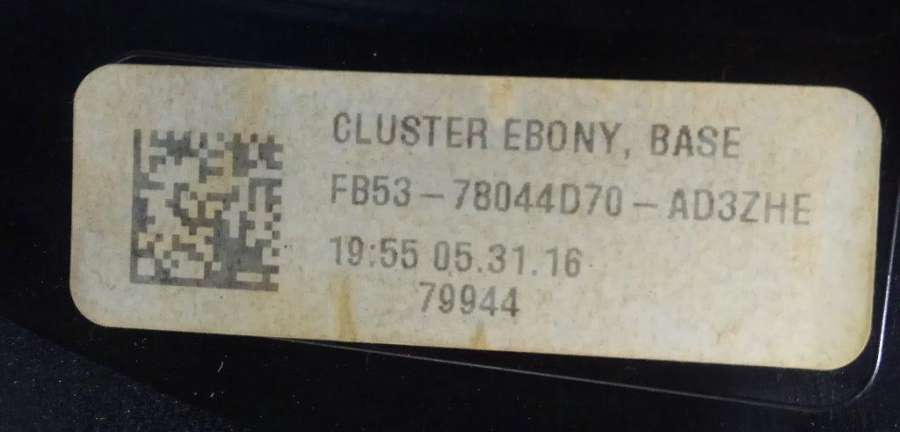 CLUSTER EBONY, BASE
FB53-78044D70-AD3ZHE
19:55 05.31.16
79944